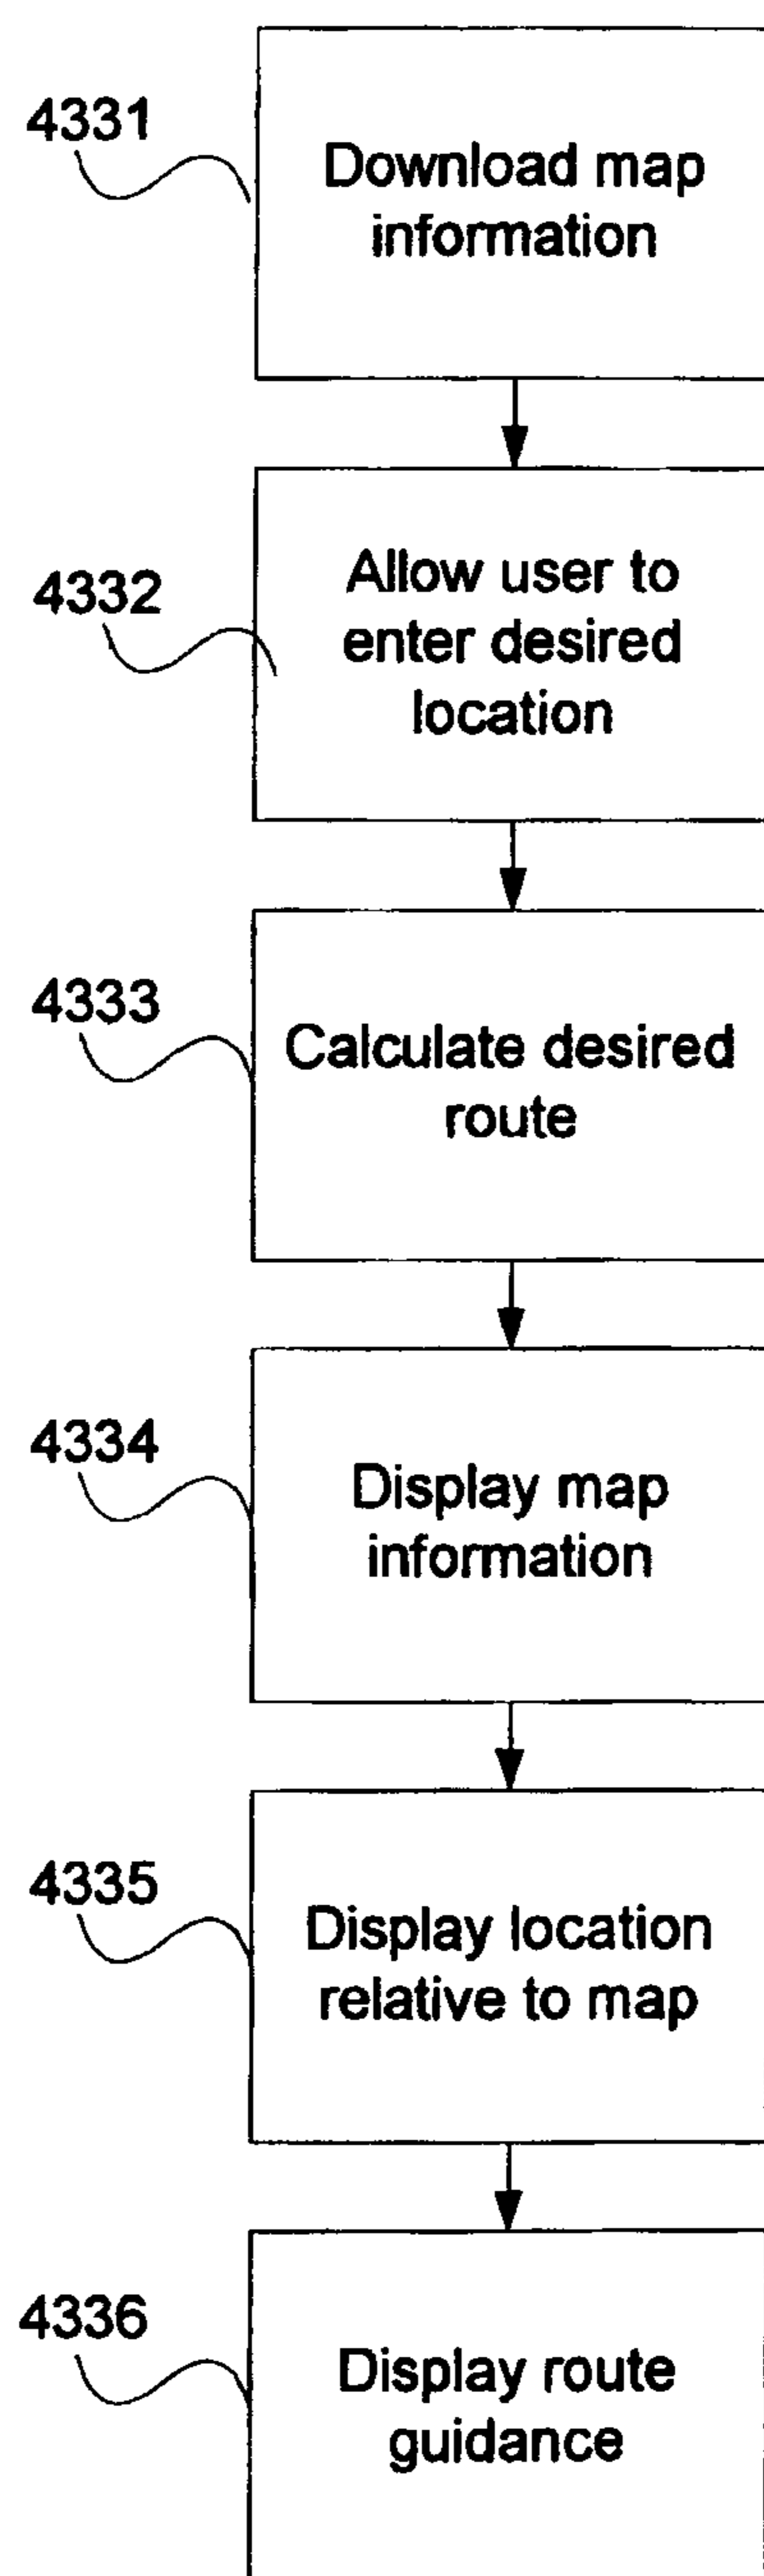 4331
Download map
information
4332
Allow user to
enter desired
location
4333
Calculate desired
route
4334
Display map
information
4335
Display location
relative to map
4336
Display route
guidance